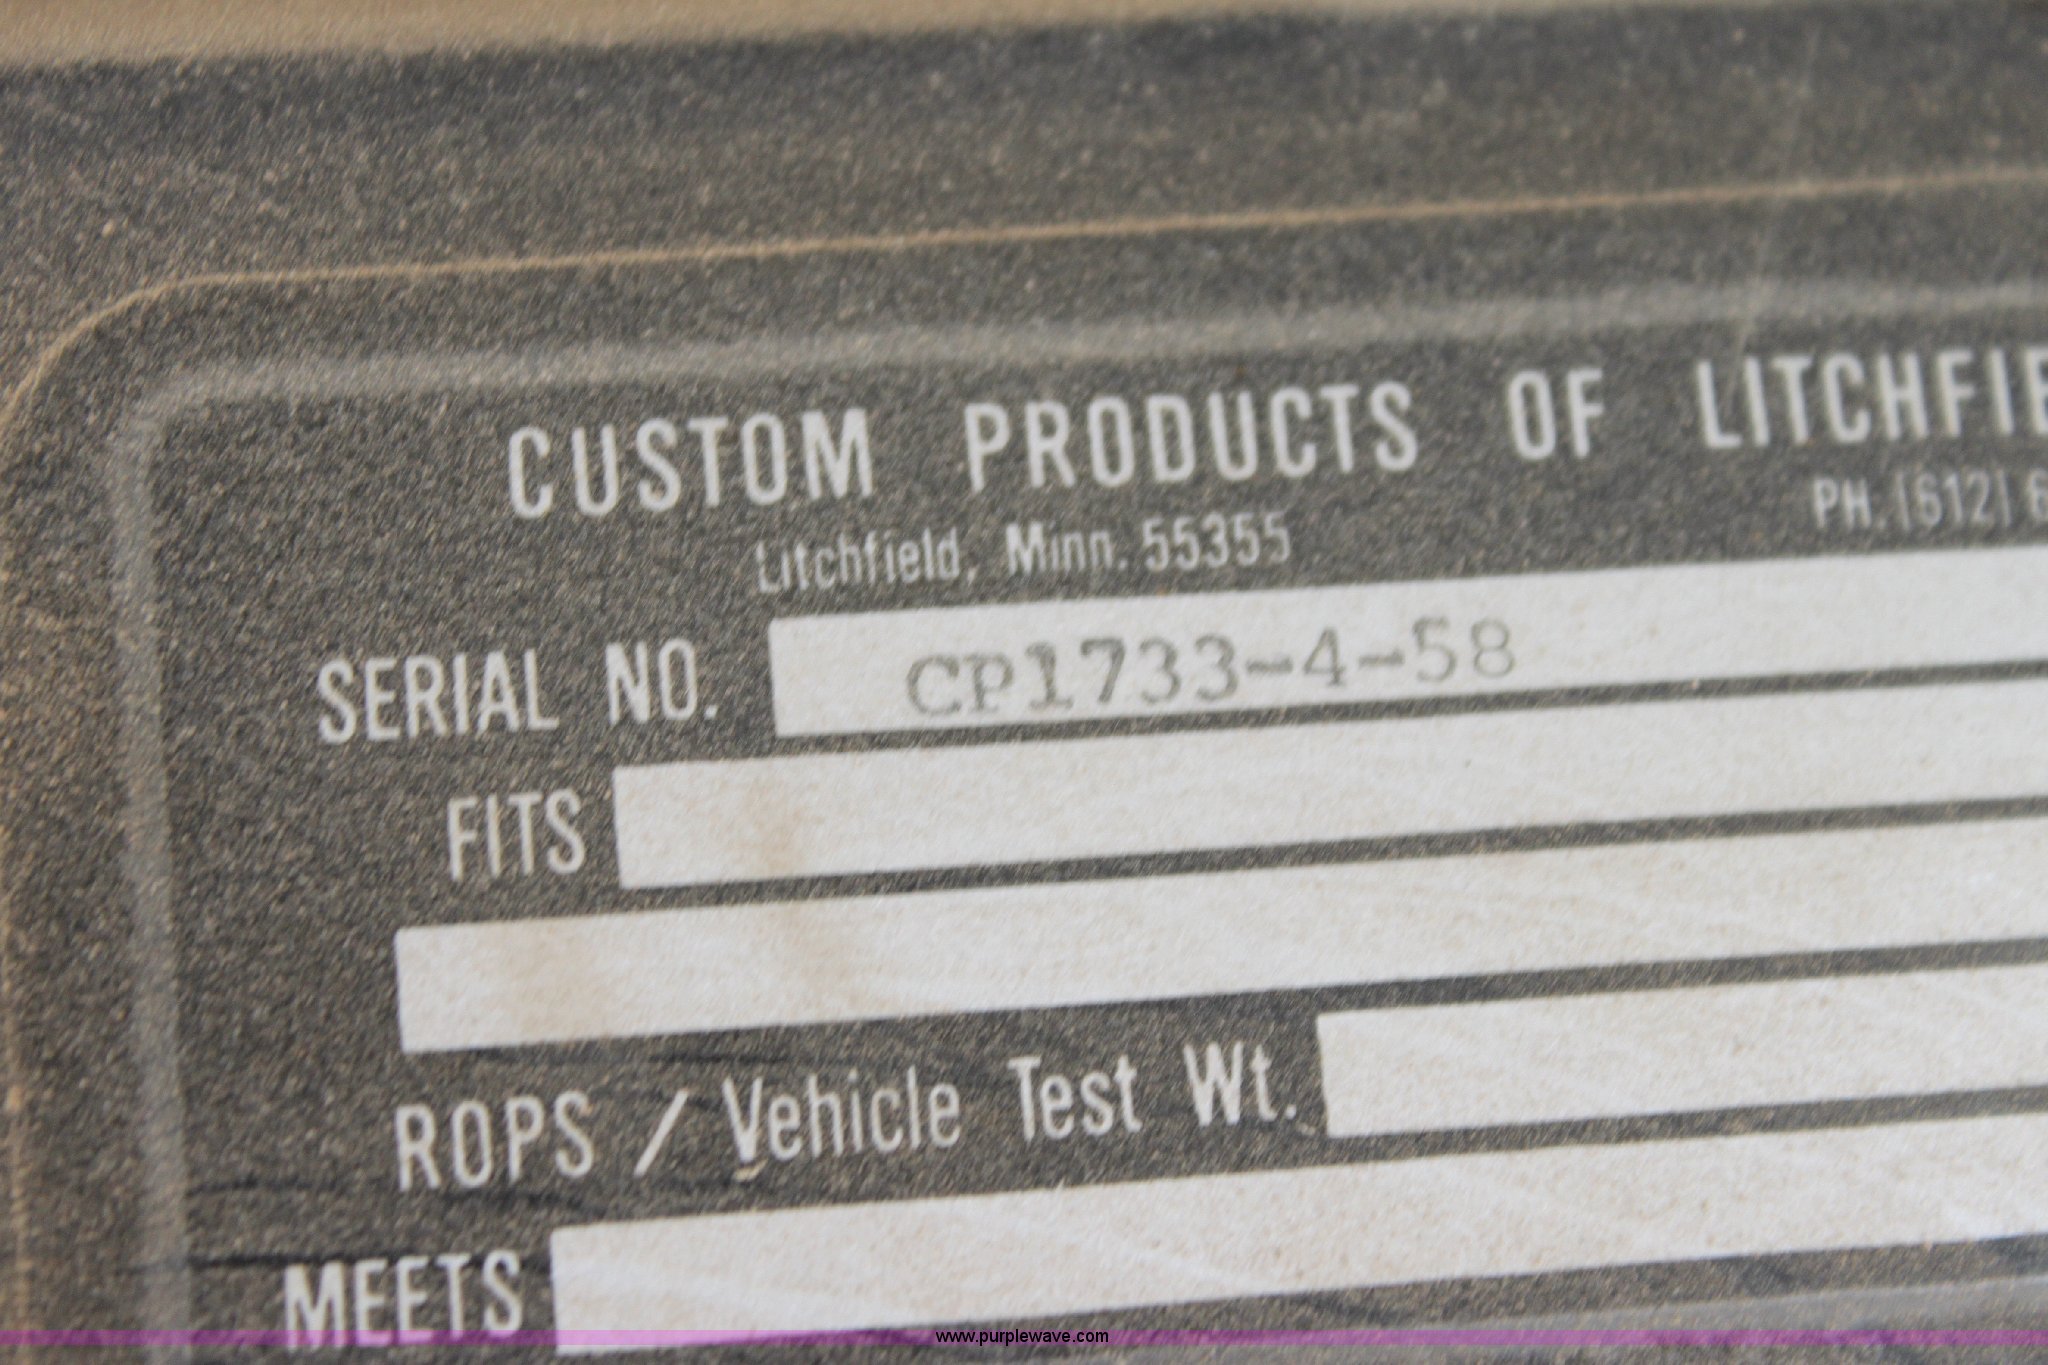 CUSTOM PRODUCTS OF LITCHFIE
Litchfield, Minn. 55355 PH. (612) 6
SERIAL NO. CP1733-4-58
FITS
ROPS / Vehicle Test Wt.
MEETS
www.purplewave.com